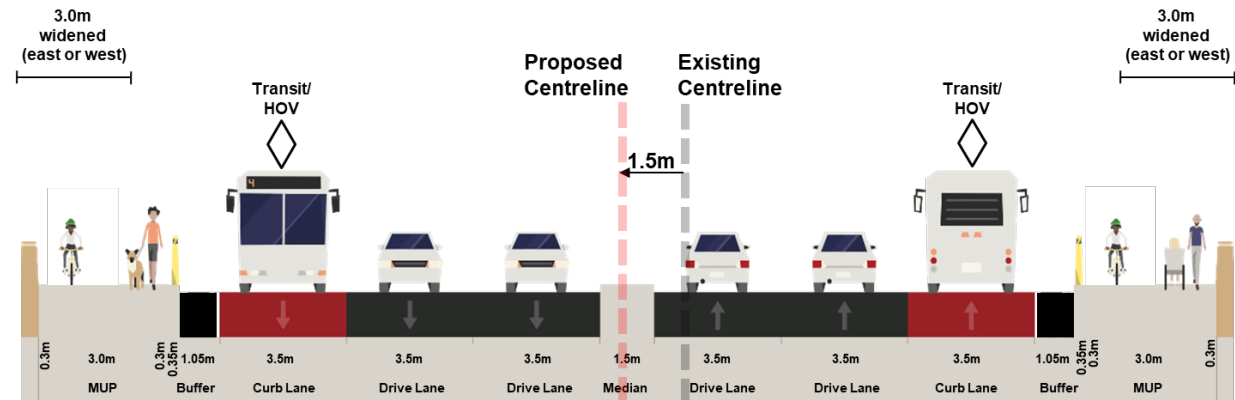 3.0m
widened
(east or west)
3.0m
widened
(east or west)
Proposed
Centreline
Existing
Centreline
Transit/
HOV
Transit/
HOV
1.5m
4
0.3m
3.0m
0.3m
0.35m
1.05m
3.5m
3.5m
3.5m
1.5m
3.5m
3.5m
3.5m
1.05m
0.35m
0.3m
3.0m
0.3m
MUP
Buffer
Curb Lane
Drive Lane
Drive Lane
Median
Drive Lane
Drive Lane
Curb Lane
Buffer
MUP